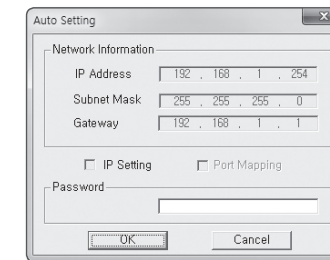 Auto Setting
Network Information
IP Address 192 . 168 . 1 . 254
Subnet Mask 255 . 255 . 255 . 0
Gateway 192 . 168 . 1 . 1
IP Setting Port Mapping
Password
OK Cancel